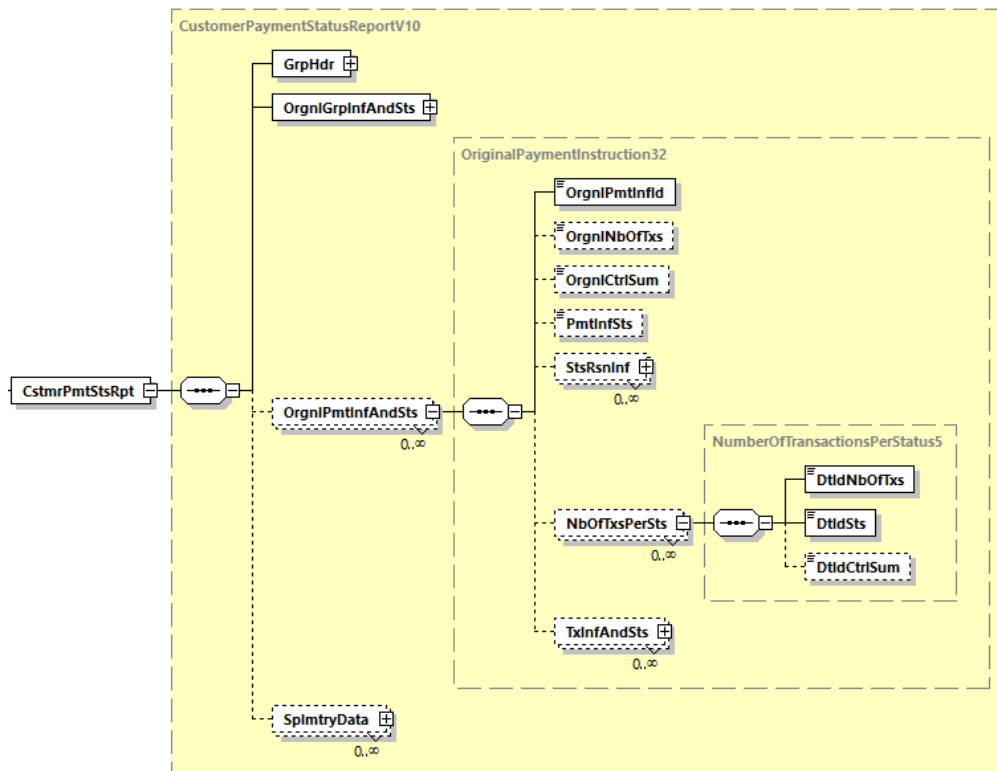 CustomerPaymentStatusReportV10
GrpHdr
OrgnlGrpInfAndSts
OriginalPaymentInstruction32
OrgnlPmtInfId
OrgnlNbOfTxs
OrgnlCtrlSum
PmtInfSts
StsRsnInf
0..∞
CstmrPmtStsRpt
OrgnlPmtInfAndSts
0..∞
NumberOfTransactionsPerStatus5
DtldNbOfTxs
NbOfTxsPerSts
0..∞
DtldSts
DtldCtrlSum
TxInfAndSts
0..∞
SplmtryData
0..∞